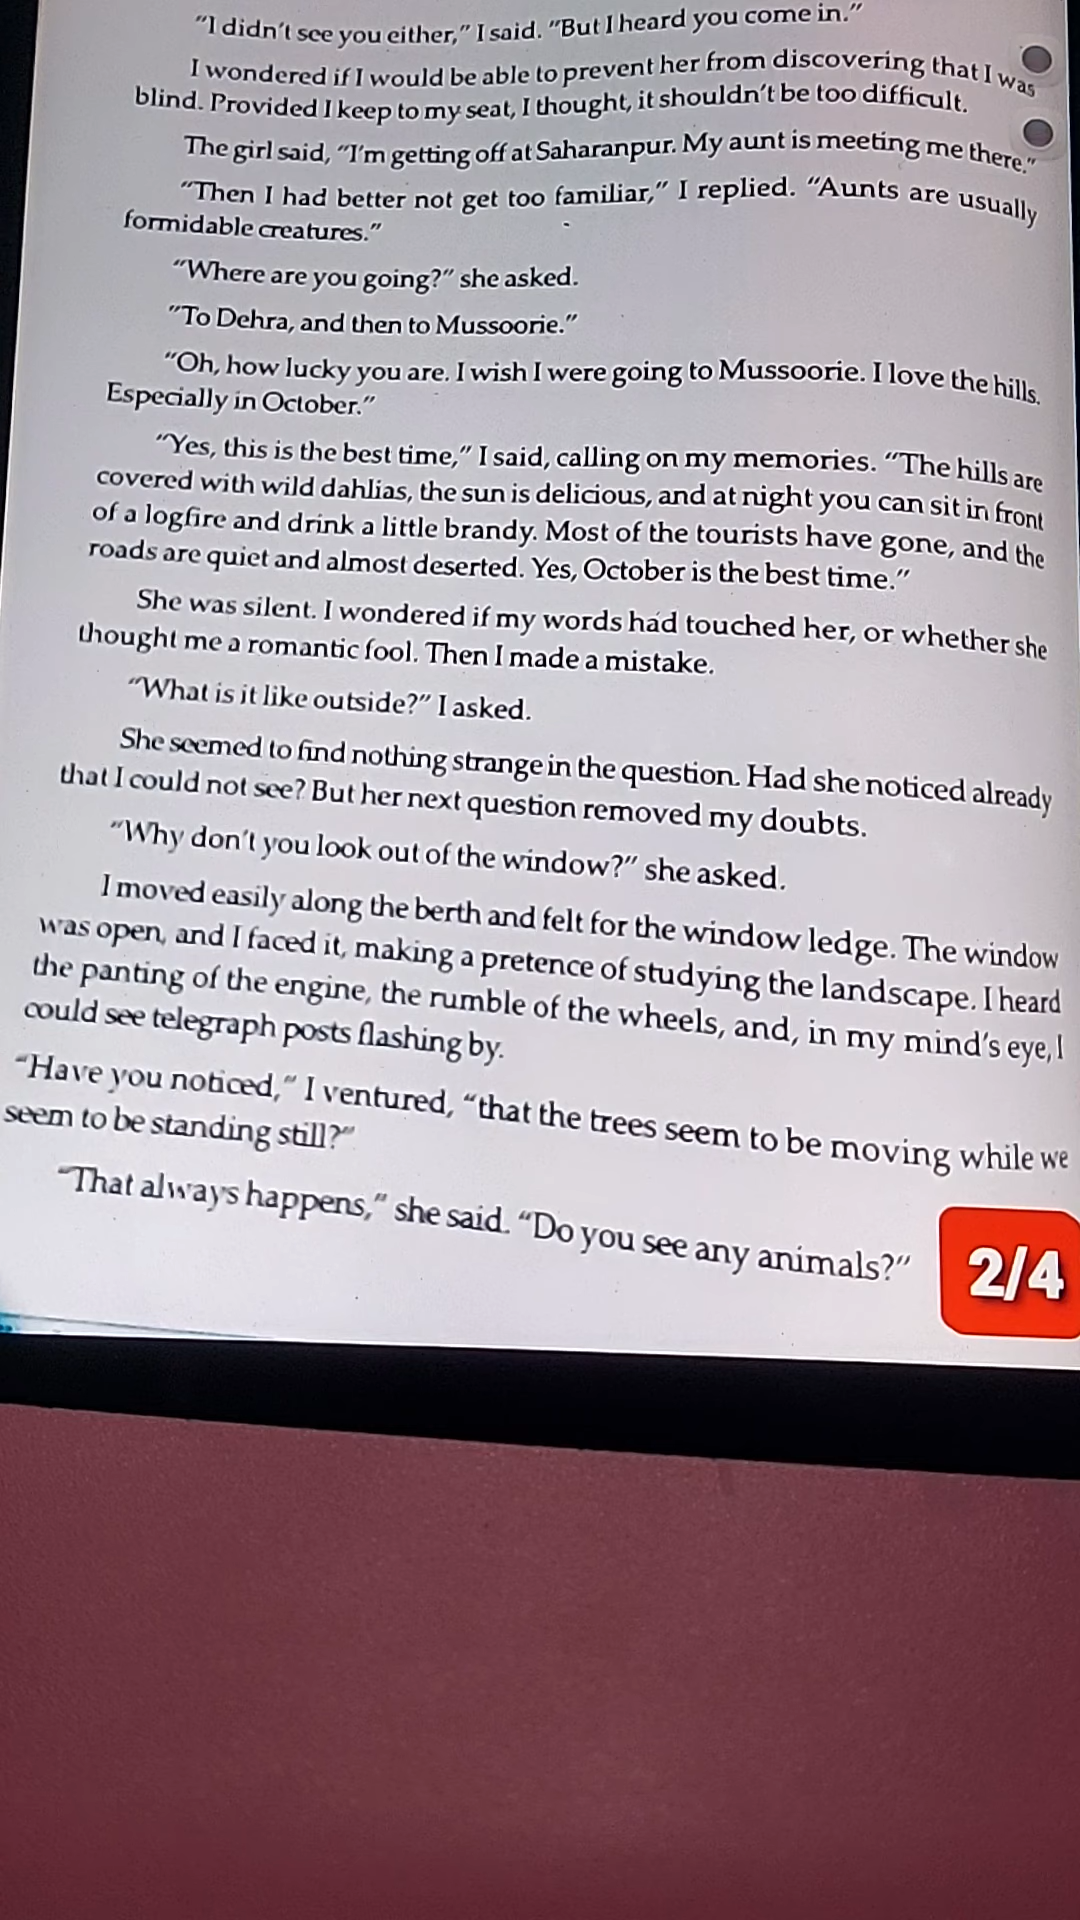 "I didn't see you either," I said. "But I heard you come in."
I wondered if I would be able to prevent her from discovering that I was
blind. Provided I keep to my seat, I thought, it shouldn't be too difficult.
The girl said, "I'm getting off at Saharanpur. My aunt is meeting me there."
"Then I had better not get too familiar," I replied. "Aunts are usually
formidable creatures."
"Where are you going?" she asked.
"To Dehra, and then to Mussoorie."
"Oh, how lucky you are. I wish I were going to Mussoorie. I love the hills.
Especially in October."
"Yes, this is the best time," I said, calling on my memories. "The hills are
covered with wild dahlias, the sun is delicious, and at night you can sit in front
of a logfire and drink a little brandy. Most of the tourists have gone, and the
roads are quiet and almost deserted. Yes, October is the best time."
She was silent. I wondered if my words had touched her, or whether she
thought me a romantic fool. Then I made a mistake.
"What is it like outside?" I asked.
She seemed to find nothing strange in the question. Had she noticed already
that I could not see? But her next question removed my doubts.
"Why don't you look out of the window?" she asked.
I moved easily along the berth and felt for the window ledge. The window
was open, and I faced it, making a pretence of studying the landscape. I heard
the panting of the engine, the rumble of the wheels, and, in my mind's eye, I
could see telegraph posts flashing by.
"Have you noticed," I ventured, "that the trees seem to be moving while we
seem to be standing still?"
"That always happens," she said. "Do you see any animals?"
2/4